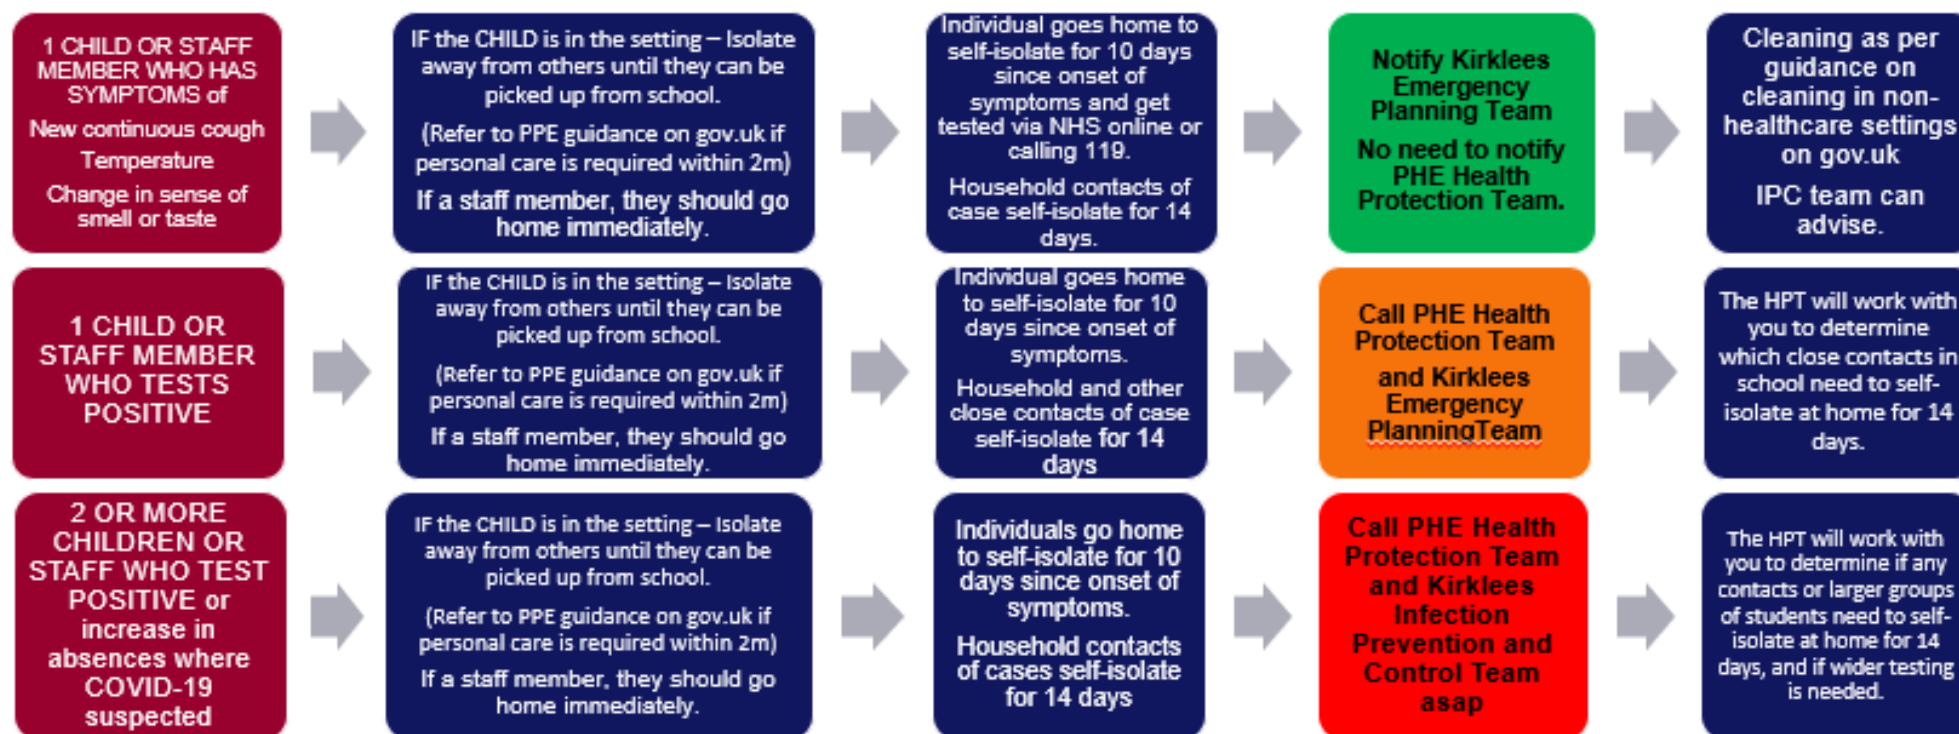 1 CHILD OR STAFF
MEMBER WHO HAS
SYMPTOMS of
New continuous cough
Temperature
Change in sense of
smell or taste
IF the CHILD is in the setting – Isolate
away from others until they can be
picked up from school.
(Refer to PPE guidance on gov.uk if
personal care is required within 2m)
If a staff member, they should go
home immediately.
Individual goes home to
self-isolate for 10 days
since onset of
symptoms and get
tested via NHS online or
calling 119.
Household contacts of
case self-isolate for 14
days.
Notify Kirklees
Emergency
Planning Team
No need to notify
PHE Health
Protection Team.
Cleaning as per
guidance on
cleaning in non-
healthcare settings
on gov.uk
IPC team can
advise.
1 CHILD OR
STAFF MEMBER
WHO TESTS
POSITIVE
IF the CHILD is in the setting – Isolate
away from others until they can be
picked up from school.
(Refer to PPE guidance on gov.uk if
personal care is required within 2m)
If a staff member, they should go
home immediately.
Individual goes home
to self-isolate for 10
days since onset of
symptoms.
Household and other
close contacts of case
self-isolate for 14
days
Call PHE Health
Protection Team
and Kirklees
Emergency
PlanningTeam
The HPT will work with
you to determine
which close contacts in
school need to self-
isolate at home for 14
days.
2 OR MORE
CHILDREN OR
STAFF WHO TEST
POSITIVE or
increase in
absences where
COVID-19
suspected
IF the CHILD is in the setting – Isolate
away from others until they can be
picked up from school.
(Refer to PPE guidance on gov.uk if
personal care is required within 2m)
If a staff member, they should go
home immediately.
Individuals go home
to self-isolate for 10
days since onset of
symptoms.
Household contacts
of cases self-isolate
for 14 days
Call PHE Health
Protection Team
and Kirklees
Infection
Prevention and
Control Team
asap
The HPT will work with
you to determine if any
contacts or larger groups
of students need to self-
isolate at home for 14
days, and if wider testing
is needed.